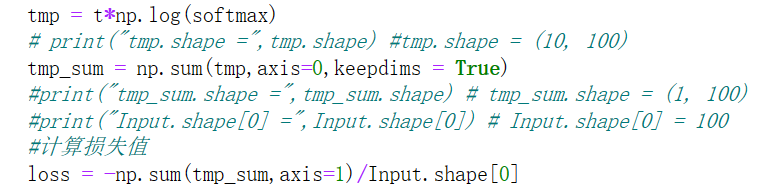 tmp = t*np.log(softmax)
# print("tmp.shape =",tmp.shape) #tmp.shape = (10, 100)
tmp_sum = np.sum(tmp,axis=0,keepdims = True)
#print("tmp_sum.shape =",tmp_sum.shape) # tmp_sum.shape = (1, 100)
#print("Input.shape[0] =",Input.shape[0]) # Input.shape[0] = 100
#计算损失值
loss = -np.sum(tmp_sum,axis=1)/Input.shape[0]